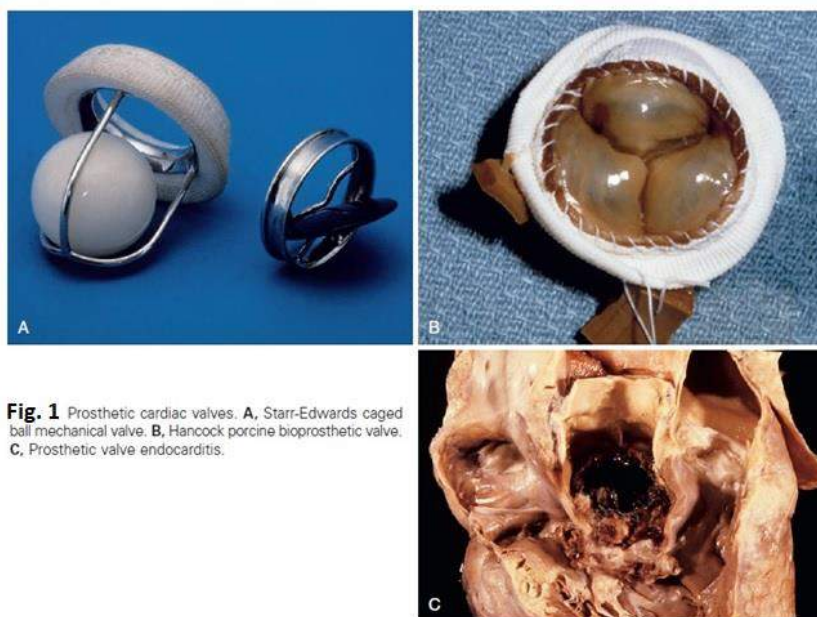 A
B
Fig. 1 Prosthetic cardiac valves. A, Starr-Edwards caged
ball mechanical valve. B, Hancock porcine bioprosthetic valve.
C, Prosthetic valve endocarditis.
C